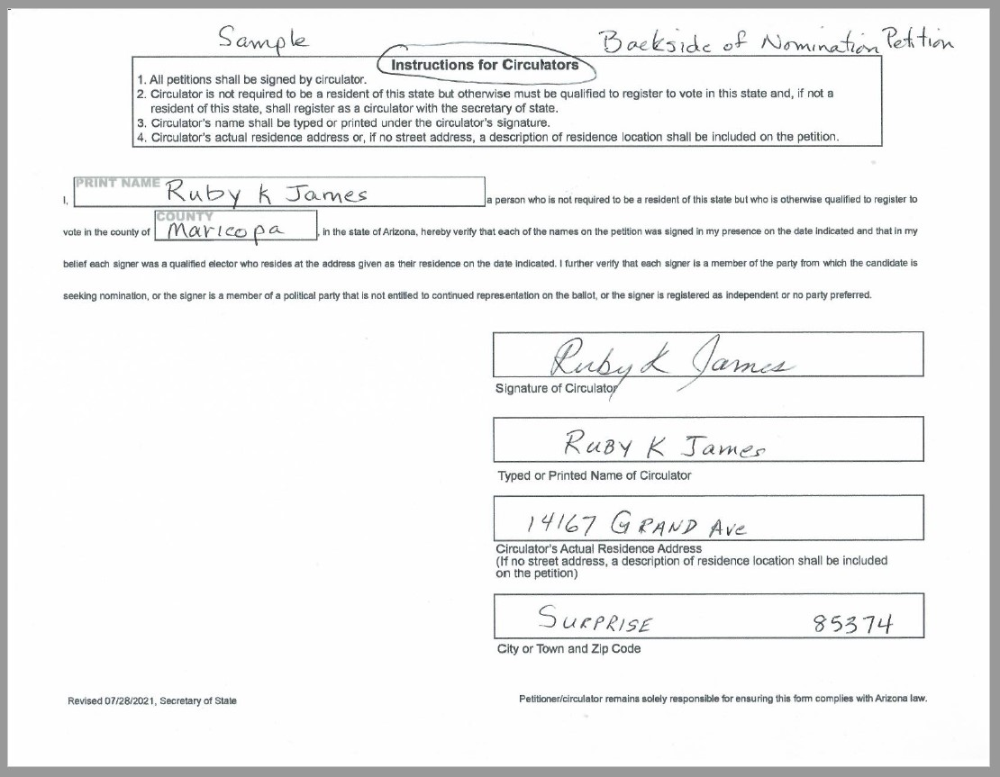 Sample
Backside of Nomination Petition
Instructions for Circulators
1. All petitions shall be signed by circulator.
2. Circulator is not required to be a resident of this state but otherwise must be qualified to register to vote in this state and, if not a
resident of this state, shall register as a circulator with the secretary of state.
3. Circulator's name shall be typed or printed under the circulator's signature.
4. Circulator's actual residence address or, if no street address, a description of residence location shall be included on the petition.
PRINT NAME
I, Ruby K James a person who is not required to be a resident of this state but who is otherwise qualified to register to
COUNTY
vote in the county of Maricopa, in the state of Arizona, hereby verify that each of the names on the petition was signed in my presence on the date indicated and that in my
belief each signer was a qualified elector who resides at the address given as their residence on the date indicated. I further verify that each signer is a member of the party from which the candidate is
seeking nomination, or the signer is a member of a political party that is not entitled to continued representation on the ballot, or the signer is registered as independent or no party preferred.
Ruby K James
Signature of Circulator
RUBY K James
Typed or Printed Name of Circulator
14167 GRAND Ave
Circulator's Actual Residence Address
(If no street address, a description of residence location shall be included
on the petition)
SURPRISE 85374
City or Town and Zip Code
Revised 07/28/2021, Secretary of State
Petitioner/circulator remains solely responsible for ensuring this form complies with Arizona law.